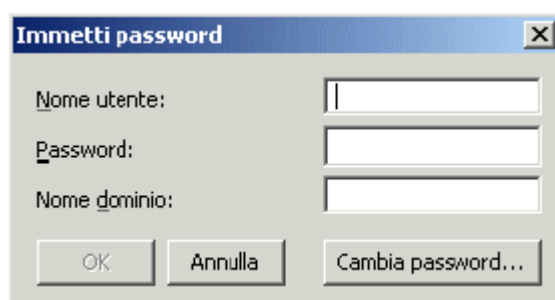 Immetti password
Nome utente:
Password:
Nome dominio:
OK Annulla Cambia password...